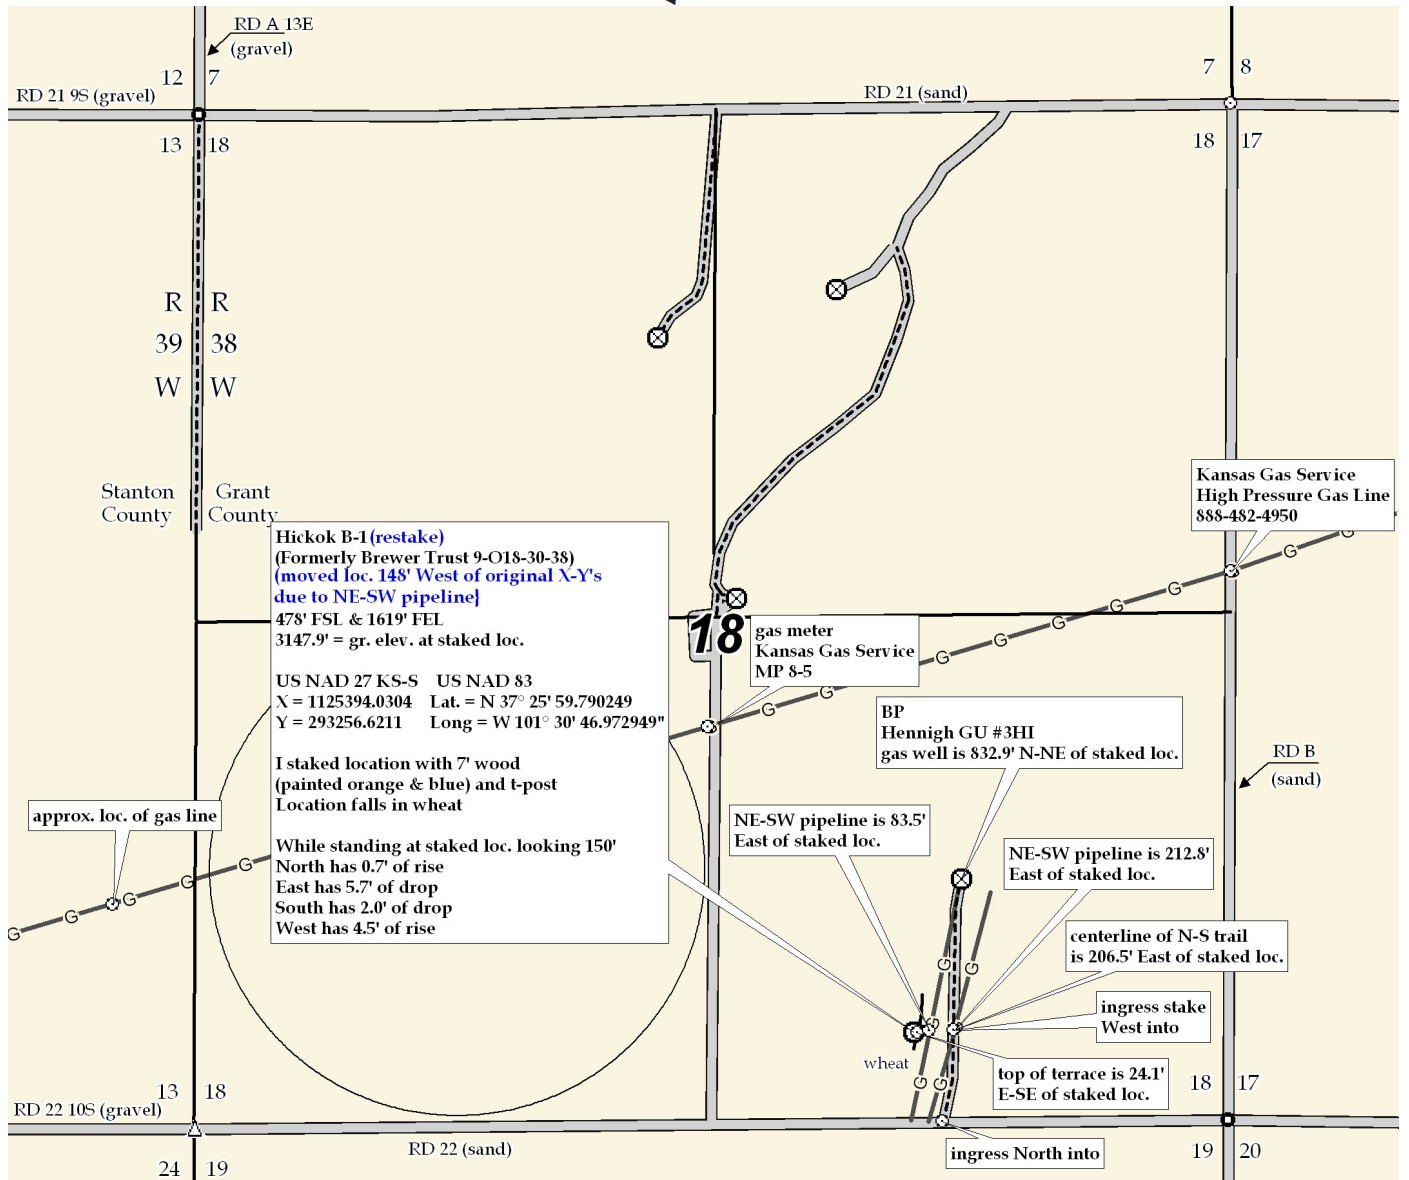 RD A 13E
(gravel)
12 7
7 8
RD 21 9S (gravel)
RD 21 (sand)
13 18
18 17
R R
39 38
W W
Stanton County
Grant County
Kansas Gas Service
High Pressure Gas Line
888-482-4950
G
G
G
G
G
G
G
G
Hickok B-1(restake)
(Formerly Brewer Trust 9-O18-30-38)
(moved loc. 148' West of original X-Y's
due to NE-SW pipeline}
478' FSL & 1619' FEL
3147.9' = gr. elev. at staked loc.
US NAD 27 KS-S US NAD 83
X = 1125394.0304 Lat. = N 37° 25' 59.790249
Y = 293256.6211 Long = W 101° 30' 46.972949"
I staked location with 7' wood
(painted orange & blue) and t-post
Location falls in wheat
While standing at staked loc. looking 150'
North has 0.7' of rise
East has 5.7' of drop
South has 2.0' of drop
West has 4.5' of rise
18
gas meter
Kansas Gas Service
MP 8-5
BP
Hennigh GU #3HI
gas well is 832.9' N-NE of staked loc.
RD B
(sand)
approx. loc. of gas line
G
G
G
G
G
NE-SW pipeline is 83.5'
East of staked loc.
NE-SW pipeline is 212.8'
East of staked loc.
centerline of N-S trail
is 206.5' East of staked loc.
G
G
G
ingress stake
West into
wheat
top of terrace is 24.1'
E-SE of staked loc.
G
G
13 18
18 17
RD 22 10S (gravel)
RD 22 (sand)
ingress North into
24 19
19 20